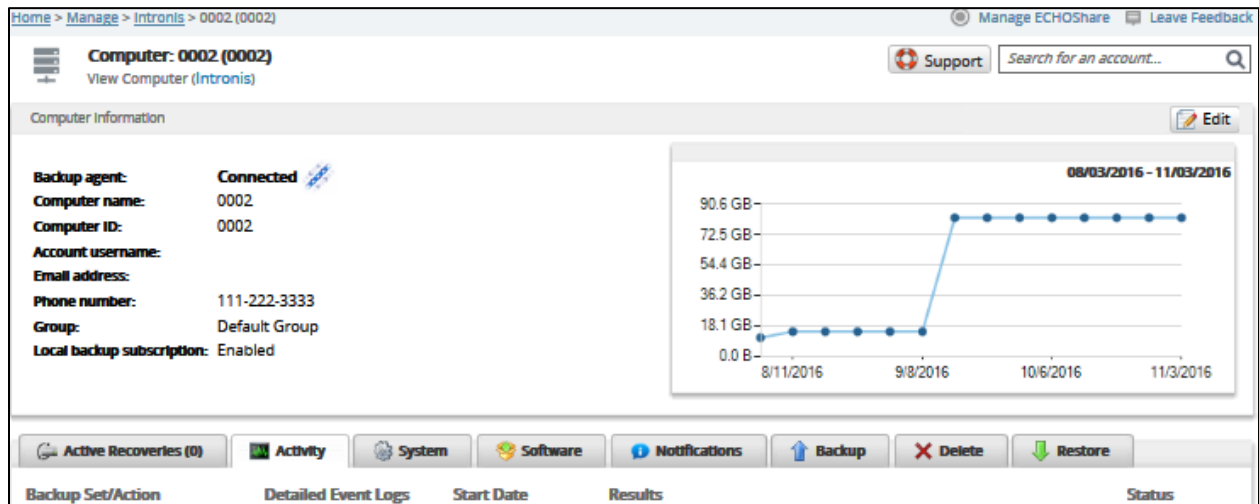 Home > Manage > Intronis > 0002 (0002) Manage ECHOShare Leave Feedback
Computer: 0002 (0002)
View Computer (Intronis)
Support Search for an account...
Computer Information Edit
Backup agent: Connected
Computer name: 0002
Computer ID: 0002
Account username:
Email address:
Phone number: 111-222-3333
Group: Default Group
Local backup subscription: Enabled
08/03/2016 - 11/03/2016
90.6 GB
72.5 GB
54.4 GB
36.2 GB
18.1 GB
0.0 B
8/11/2016 9/8/2016 10/6/2016 11/3/2016
Active Recoveries (0) Activity System Software Notifications Backup Delete Restore
Backup Set/Action Detailed Event Logs Start Date Results Status